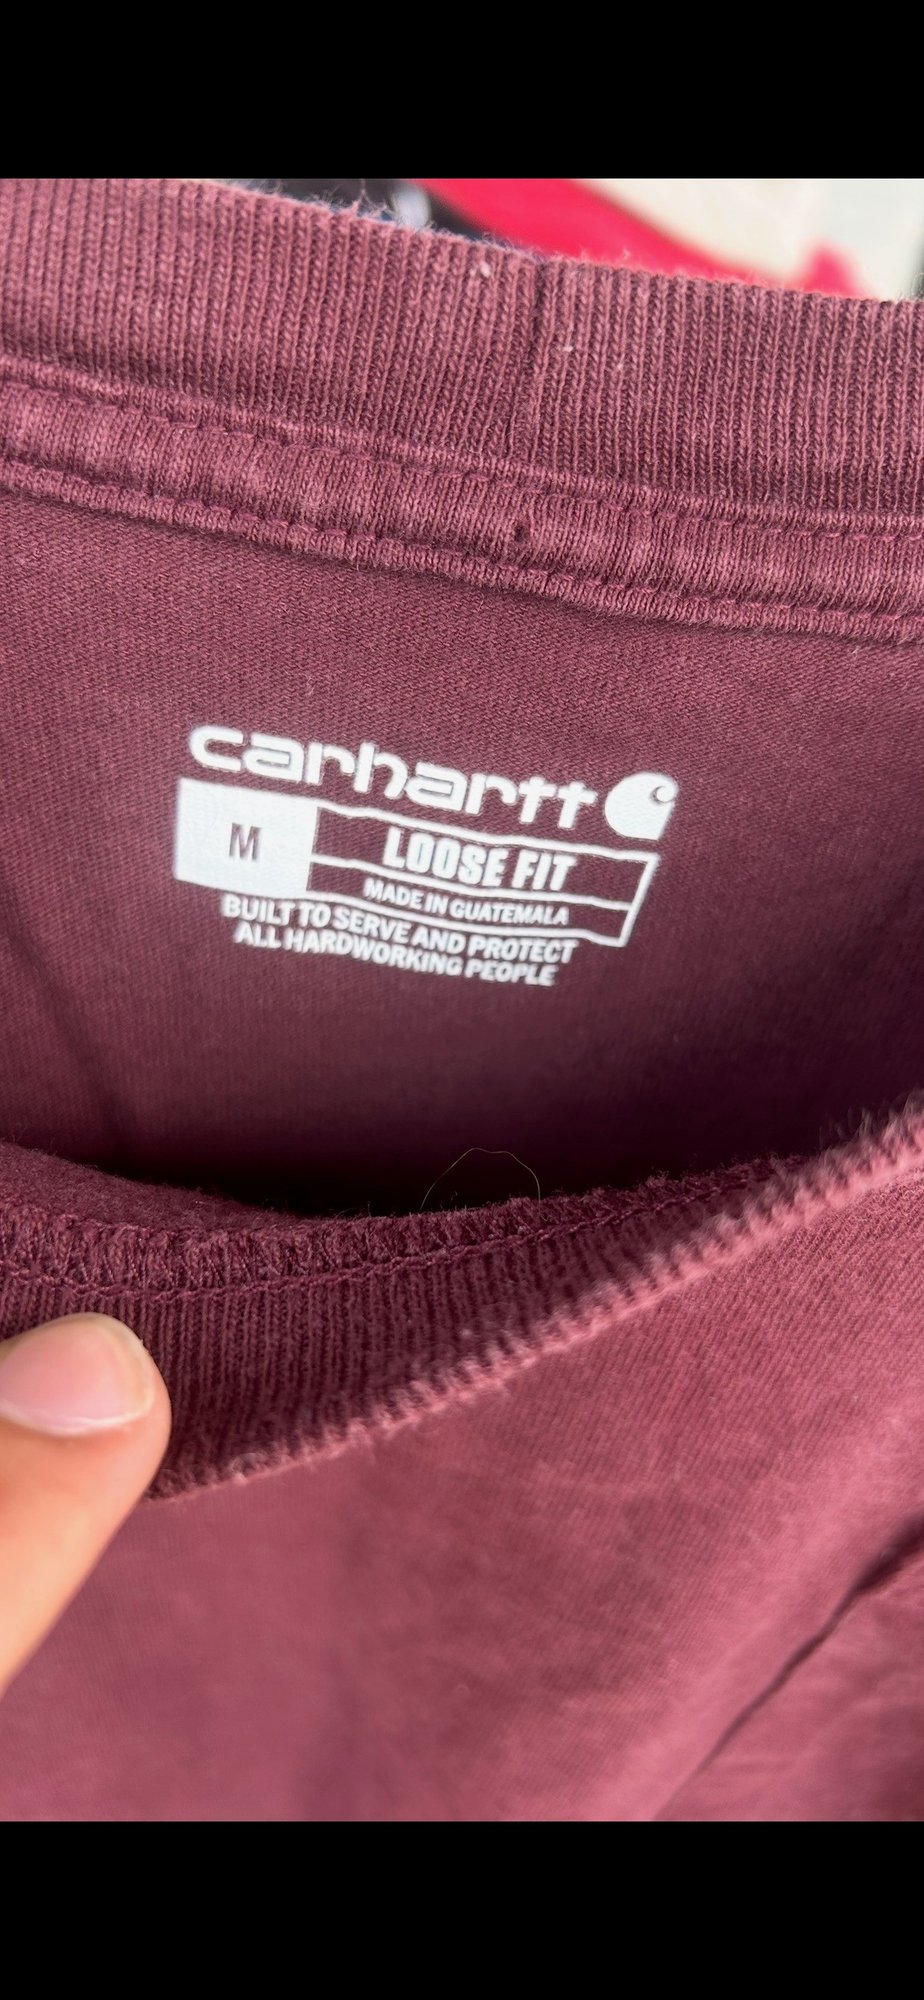 carhartt
M
LOOSE FIT
MADE IN GUATEMALA
BUILT TO SERVE AND PROTECT
ALL HARDWORKING PEOPLE